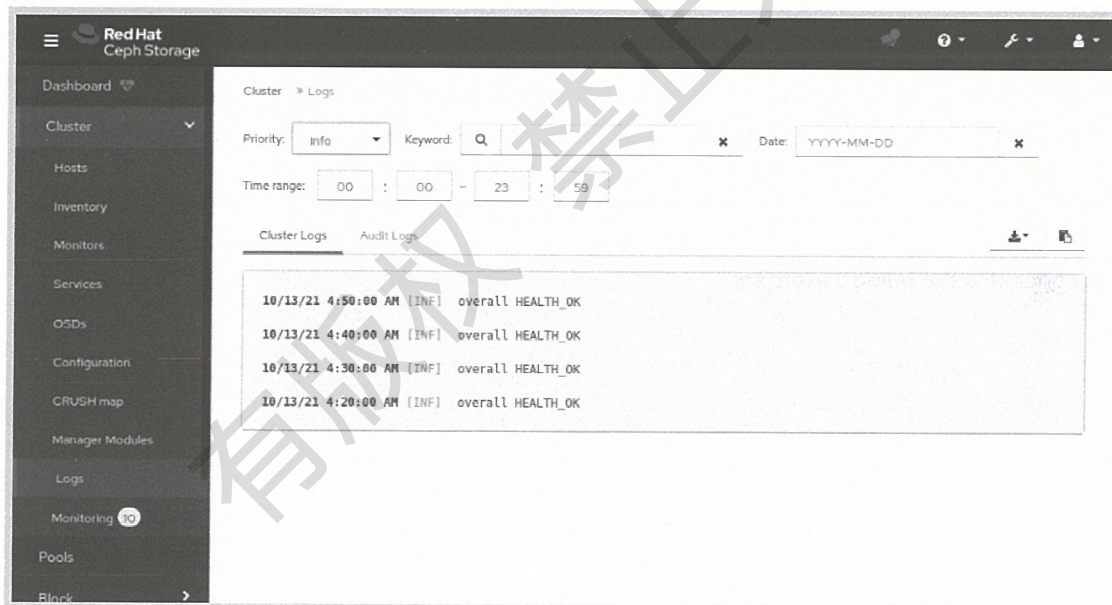 Red Hat
Ceph Storage
Dashboard
Cluster
Hosts
Inventory
Monitors
Services
OSDs
Configuration
CRUSH map
Manager Modules
Logs
Monitoring 10
Pools
Block
Cluster » Logs
Priority: Info Keyword: Date: YYYY-MM-DD
Time range: 00 : 00 – 23 : 59
Cluster Logs Audit Logs
10/13/21 4:50:00 AM [INF] overall HEALTH_OK
10/13/21 4:40:00 AM [INF] overall HEALTH_OK
10/13/21 4:30:00 AM [INF] overall HEALTH_OK
10/13/21 4:20:00 AM [INF] overall HEALTH_OK
有版权 禁止